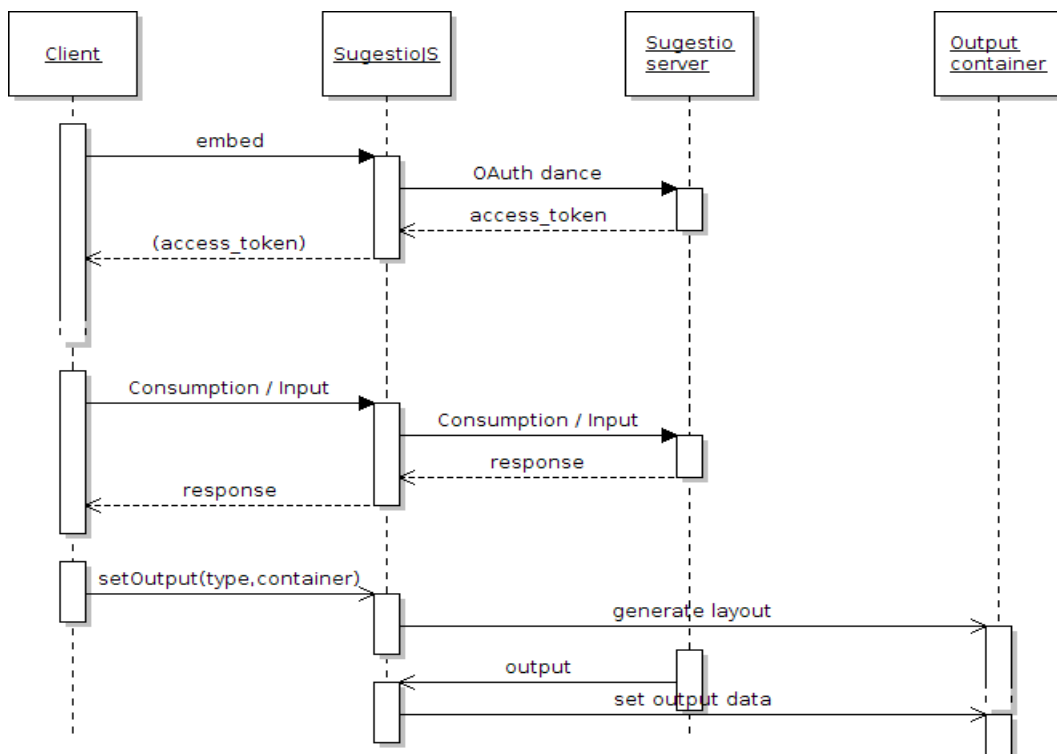 Client
SugestioJS
Sugestio
server
Output
container
embed
OAuth dance
access_token
(access_token)
Consumption / Input
Consumption / Input
response
response
setOutput(type,container)
generate layout
output
set output data